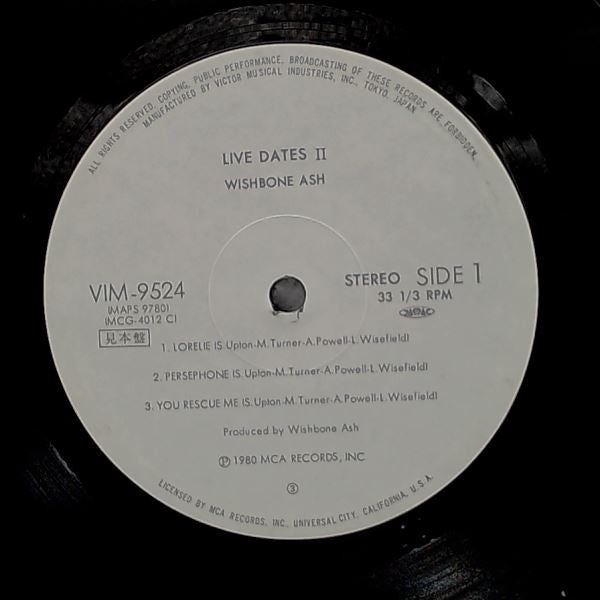 ALL RIGHTS RESERVED. COPYING, PUBLIC PERFORMANCE, BROADCASTING OF THESE RECORDS ARE FORBIDDEN.
MANUFACTURED BY VICTOR MUSICAL INDUSTRIES, INC., TOKYO, JAPAN
LIVE DATES II
WISHBONE ASH
VIM-9524
(MAPS 9780)
(MCG-4012 C)
見本盤
STEREO SIDE 1
33 1/3 RPM
1. LORELIE (S.Upton-M.Turner-A.Powell-L.Wisefield)
2. PERSEPHONE (S.Upton-M.Turner-A.Powell-L.Wisefield)
3. YOU RESCUE ME (S.Upton-M.Turner-A.Powell-L.Wisefield)
Produced by Wishbone Ash
Ⓟ 1980 MCA RECORDS, INC
③
LICENSED BY MCA RECORDS, INC., UNIVERSAL CITY, CALIFORNIA, U.S.A.